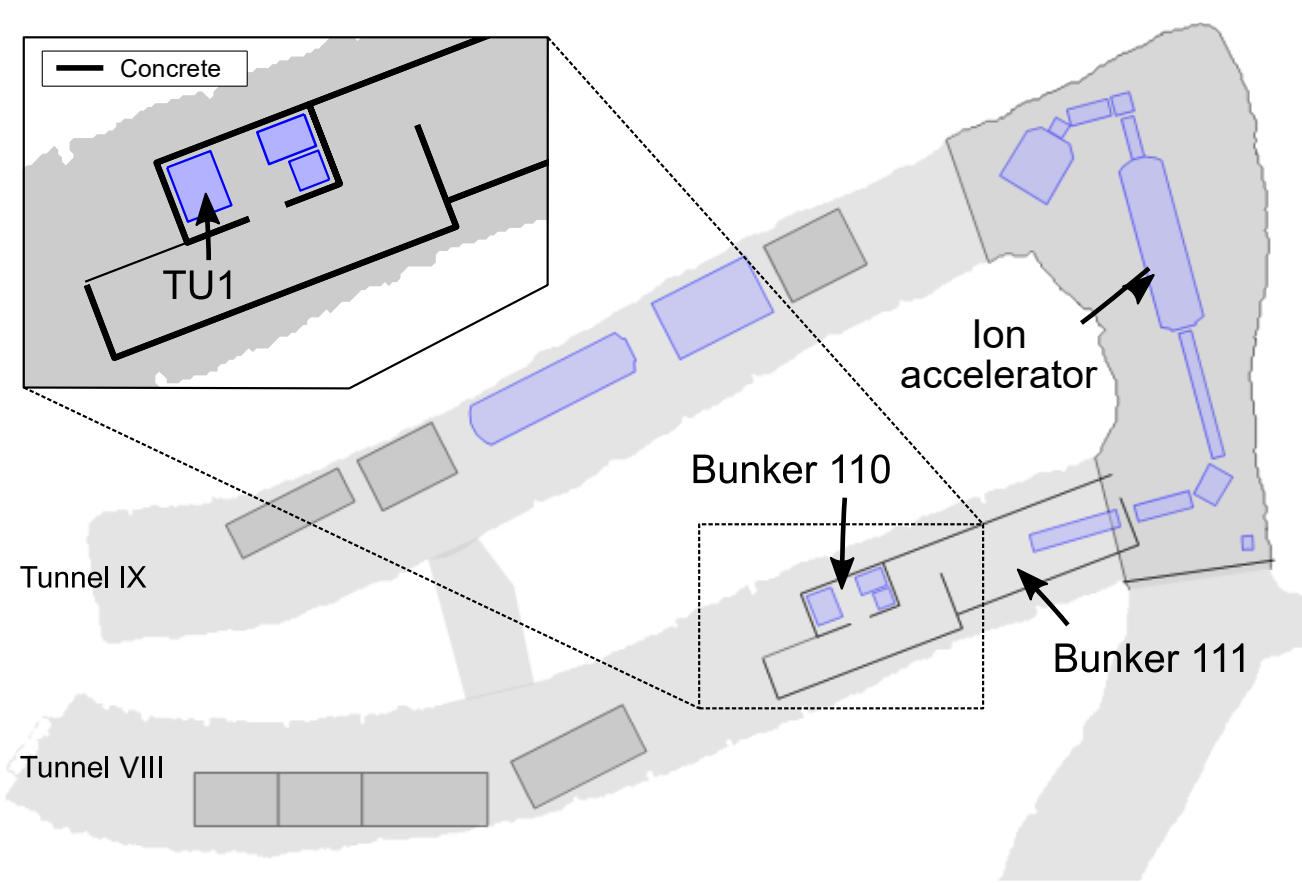 Concrete
TU1
Ion
accelerator
Bunker 110
Tunnel IX
Bunker 111
Tunnel VIII